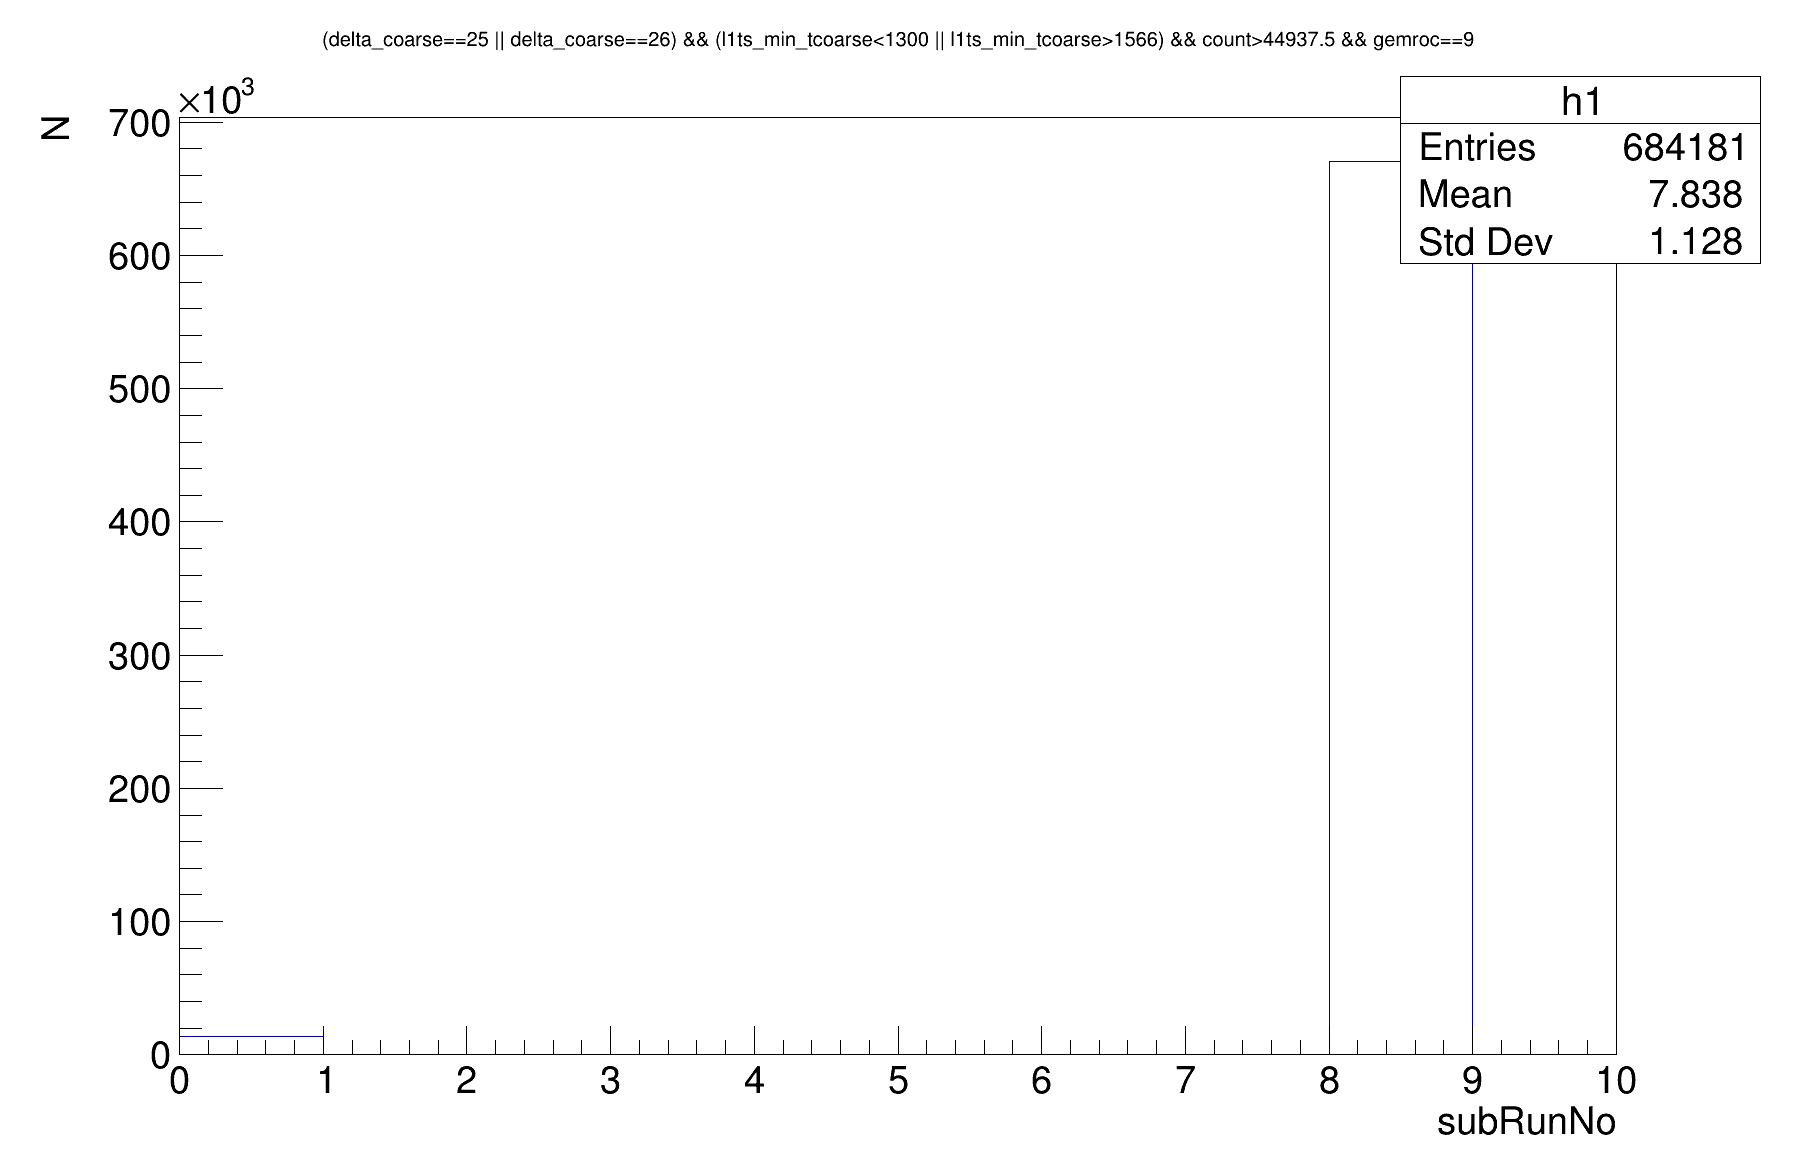 (delta_coarse==25 || delta_coarse==26) && (l1ts_min_tcoarse<1300 || l1ts_min_tcoarse>1566) && count>44937.5 && gemroc==9
×10³
N
h1
Entries 684181
Mean 7.838
Std Dev 1.128
700
600
500
400
300
200
100
0
0 1 2 3 4 5 6 7 8 9 10
subRunNo